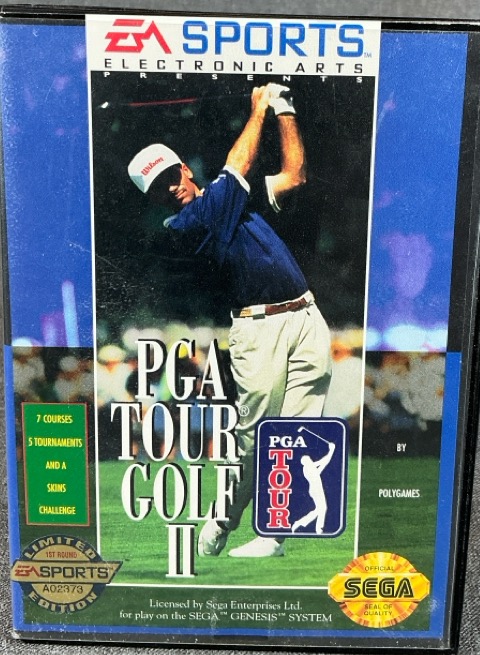 EA SPORTS™
ELECTRONIC ARTS
PRESENTS
Wilson
PGA
TOUR®
GOLF
II
PGA
TOUR
7 COURSES
5 TOURNAMENTS
AND A
SKINS
CHALLENGE
BY
POLYGAMES
LIMITED
1ST ROUND
EA SPORTS™
A02373
EDITION
OFFICIAL
SEGA
SEAL OF
QUALITY
Licensed by Sega Enterprises Ltd.
for play on the SEGA™ GENESIS™ SYSTEM